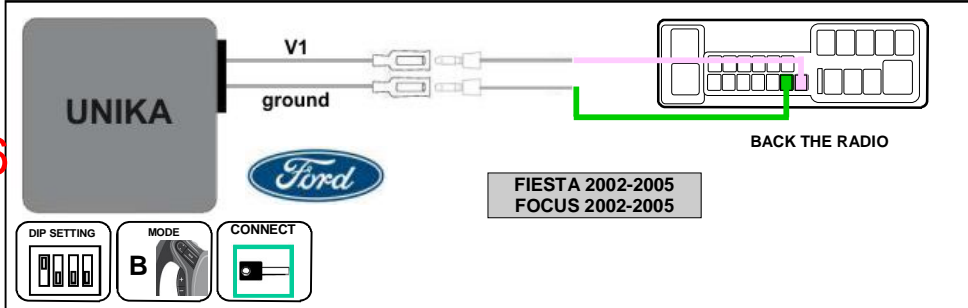 V1
UNIKA
ground
BACK THE RADIO
Ford
FIESTA 2002-2005
FOCUS 2002-2005
DIP SETTING
MODE
CONNECT
B